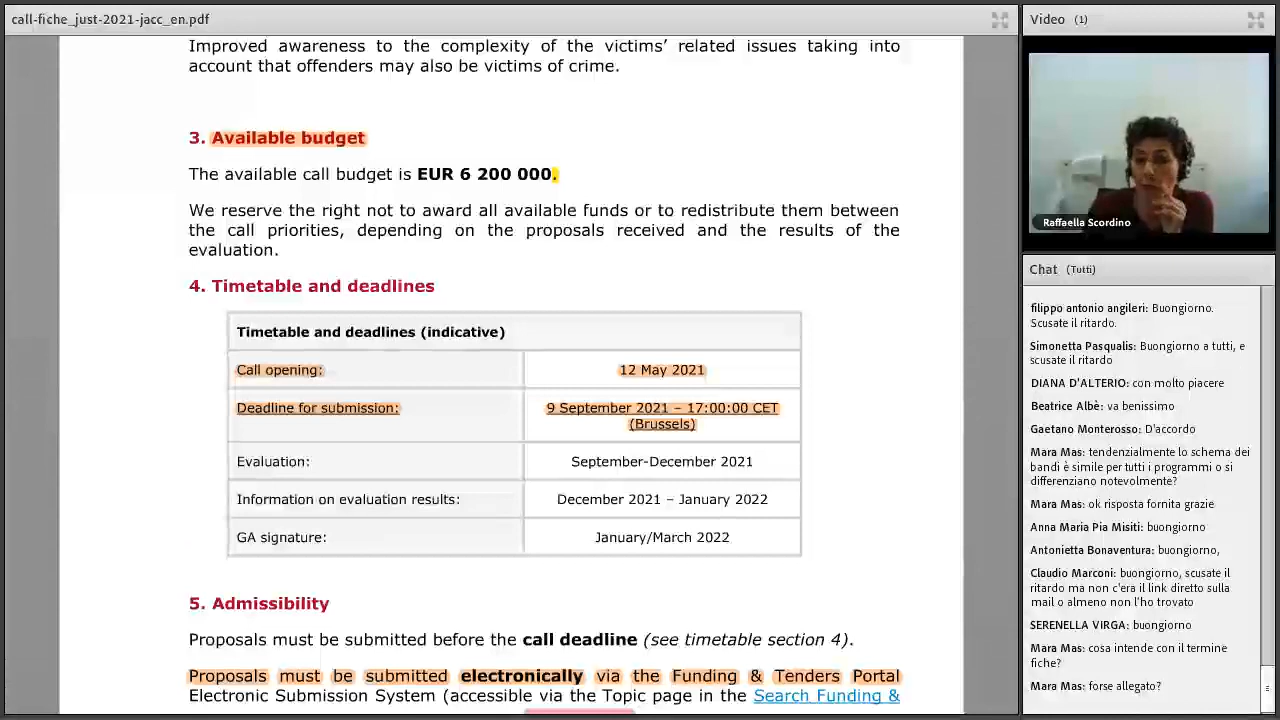 call-fiche_just-2021-jacc_en.pdf
Improved awareness to the complexity of the victims’ related issues taking into
account that offenders may also be victims of crime.
3. Available budget
The available call budget is EUR 6 200 000.
We reserve the right not to award all available funds or to redistribute them between
the call priorities, depending on the proposals received and the results of the
evaluation.
4. Timetable and deadlines
Timetable and deadlines (indicative)
Call opening:
12 May 2021
Deadline for submission:
9 September 2021 – 17:00:00 CET
(Brussels)
Evaluation:
September-December 2021
Information on evaluation results:
December 2021 – January 2022
GA signature:
January/March 2022
5. Admissibility
Proposals must be submitted before the call deadline (see timetable section 4).
Proposals must be submitted electronically via the Funding & Tenders Portal
Electronic Submission System (accessible via the Topic page in the Search Funding &
Video (1)
Raffaella Scordino
Chat (Tutti)
filippo antonio angileri: Buongiorno.
Scusate il ritardo.
Simonetta Pasqualis: Buongiorno a tutti, e
scusate il ritardo
DIANA D'ALTERIO: con molto piacere
Beatrice Albè: va benissimo
Gaetano Monterosso: D'accordo
Mara Mas: tendenzialmente lo schema dei
bandi è simile per tutti i programmi o si
differenziano notevolmente?
Mara Mas: ok risposta fornita grazie
Anna Maria Pia Misiti: buongiorno
Antonietta Bonaventura: buongiorno,
Claudio Marconi: buongiorno, scusate il
ritardo ma non c'era il link diretto sulla
mail o almeno non l'ho trovato
SERENELLA VIRGA: buongiorno
Mara Mas: cosa intende con il termine
fiche?
Mara Mas: forse allegato?